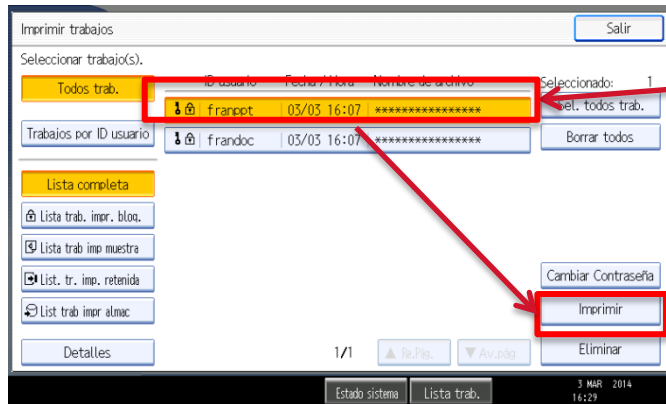 Imprimir trabajos
Salir
Seleccionar trabajo(s).
Todos trab.
ID usuario Fecha / Hora Nombre de archivo
Seleccionado: 1
Sel. todos trab.
franppt 03/03 16:07 ****************
Trabajos por ID usuario
frandoc 03/03 16:07 ****************
Borrar todos
Lista completa
Lista trab. impr. bloq.
Lista trab imp muestra
List. tr. imp. retenida
Cambiar Contraseña
List trab impr almac
Imprimir
Detalles
1/1
▲ Re.Pág.
▼ Av.pág
Eliminar
Estado sistema
Lista trab.
3 MAR 2014
16:29